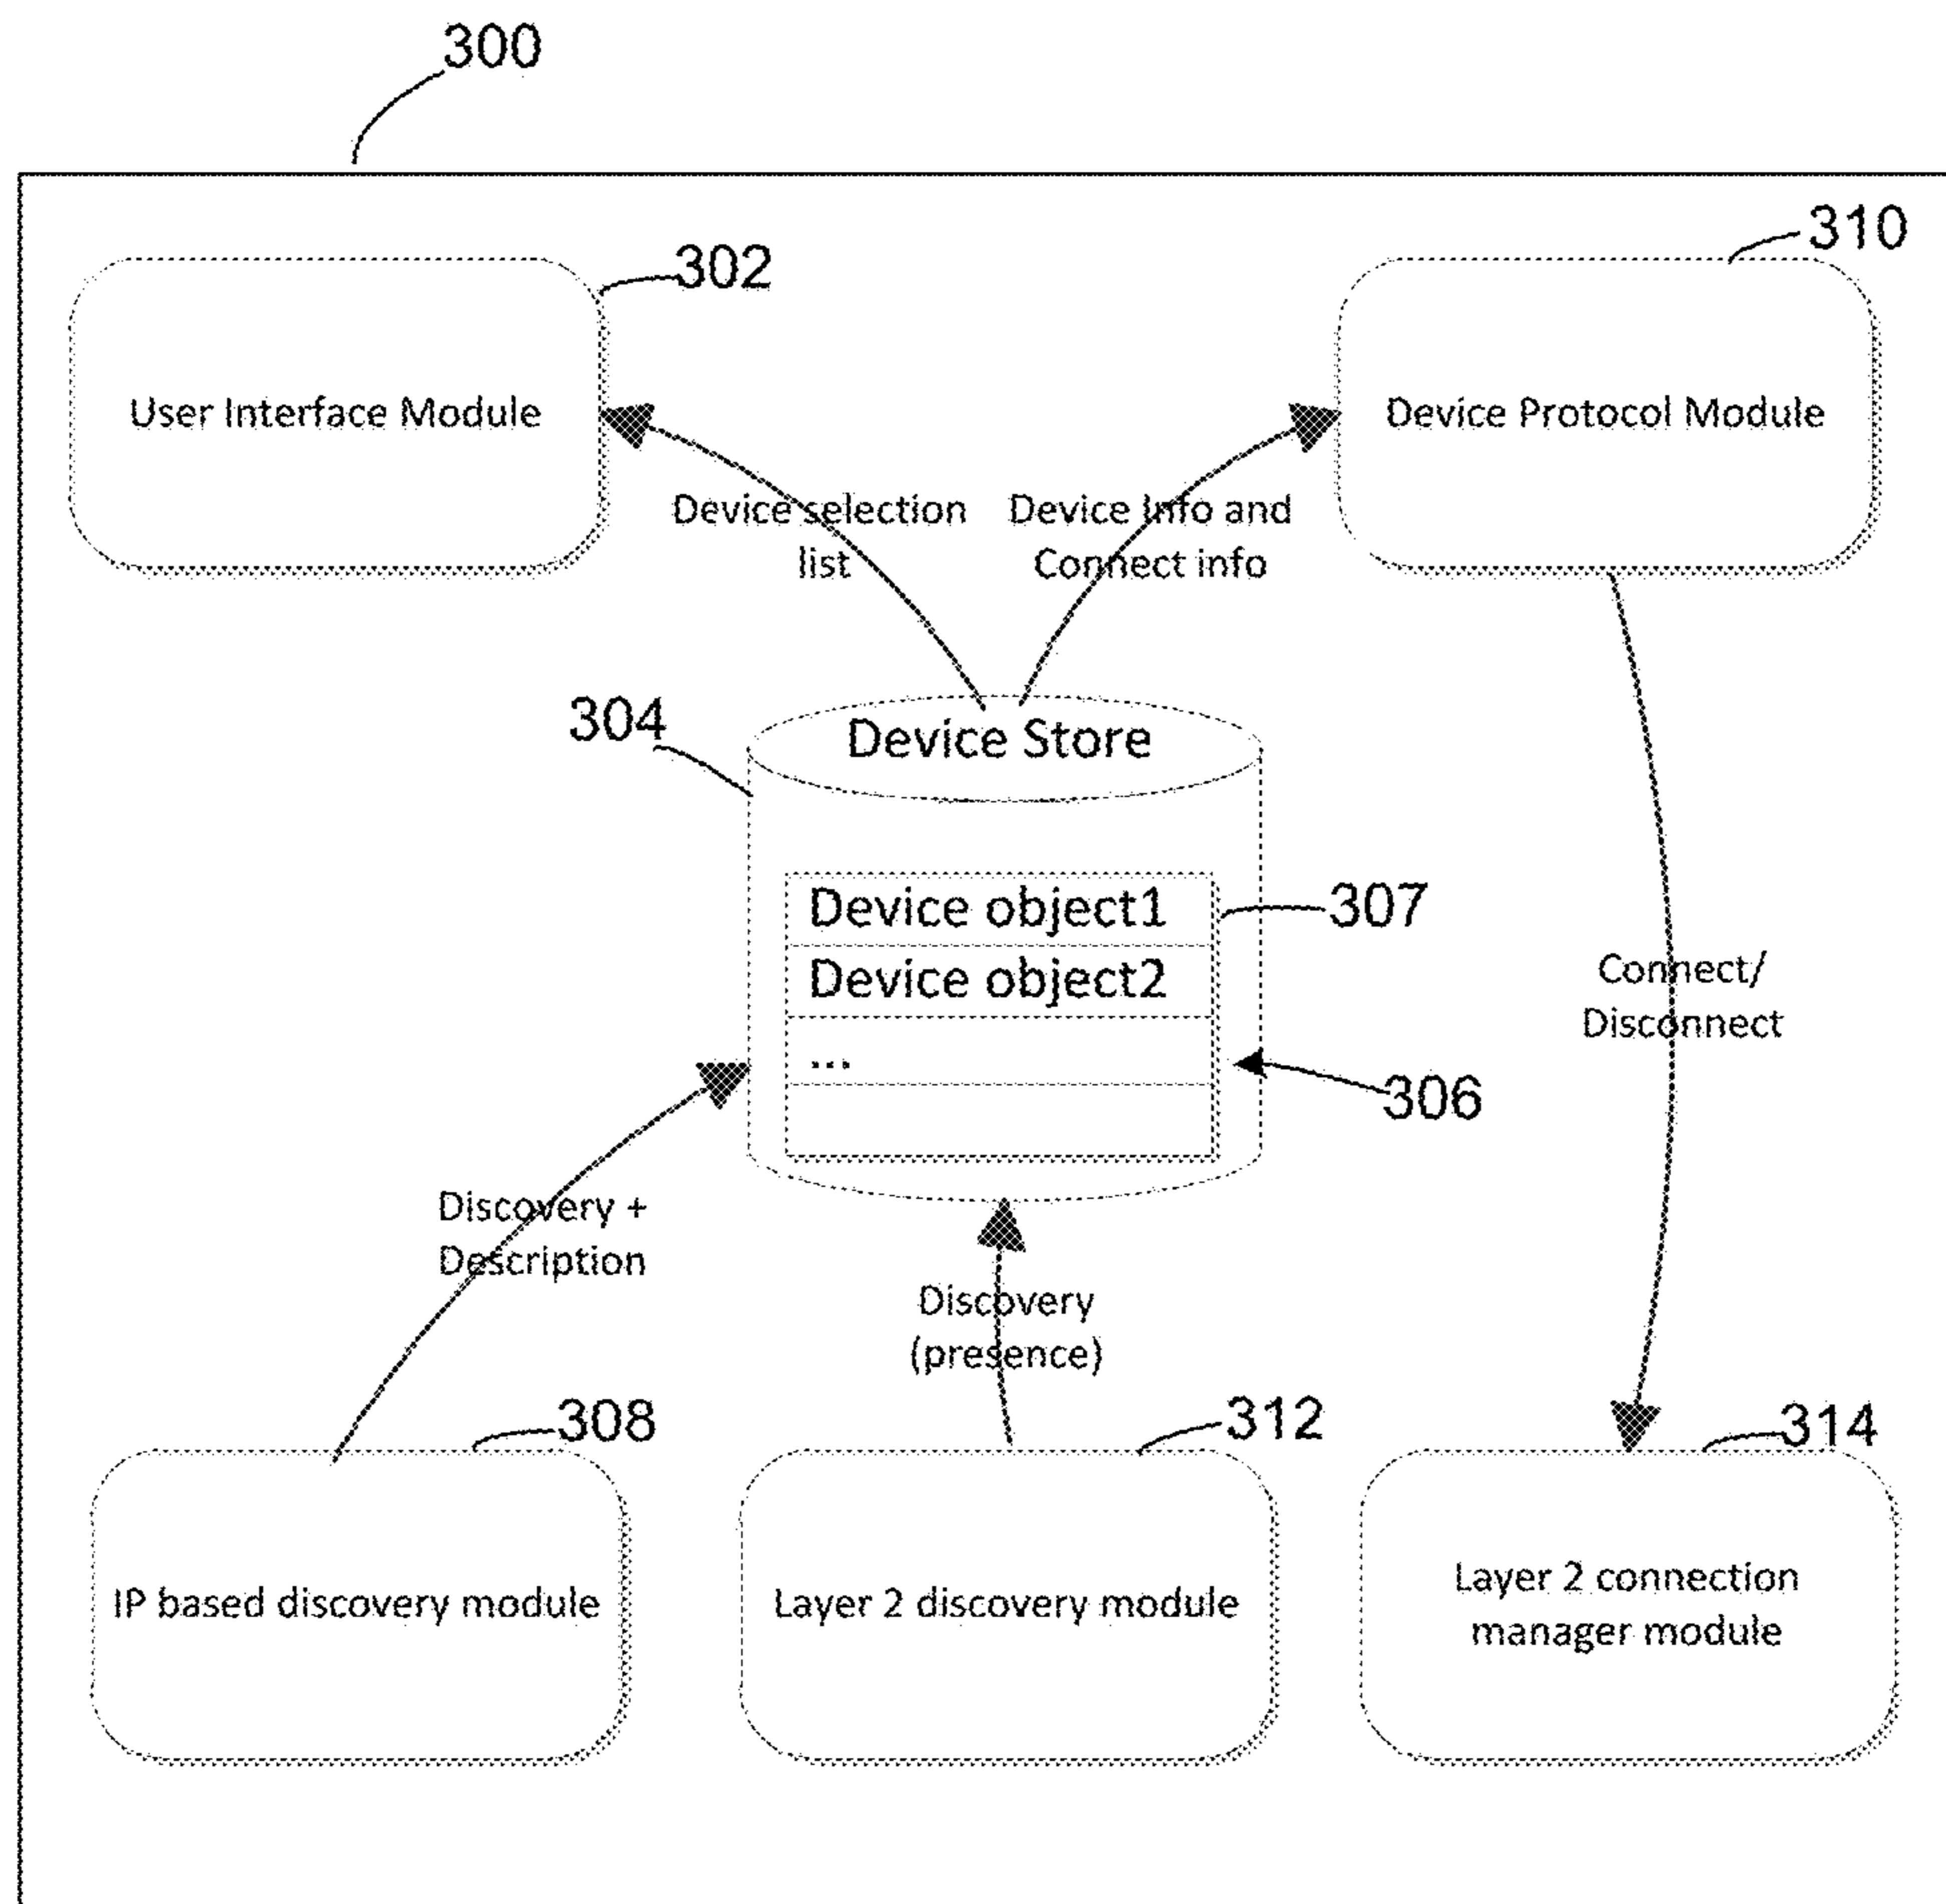 300
302
310
User Interface Module
Device Protocol Module
Device selection
list
Device Info and
Connect info
304
Device Store
Device object1
307
Device object2
...
306
Connect/
Disconnect
Discovery +
Description
Discovery
(presence)
308
312
314
IP based discovery module
Layer 2 discovery module
Layer 2 connection
manager module